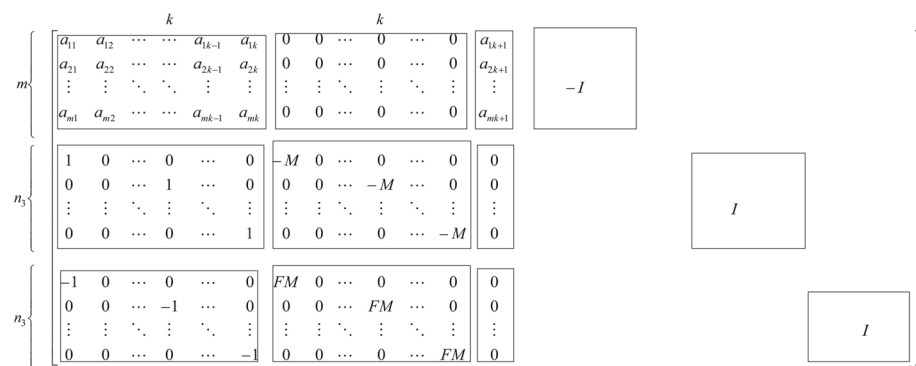 k k
m a₁₁ a₁₂ ⋯ ⋯ a₁ₖ₋₁ a₁ₖ 0 0 ⋯ 0 ⋯ 0 a₁ₖ₊₁
a₂₁ a₂₂ ⋯ ⋯ a₂ₖ₋₁ a₂ₖ 0 0 ⋯ 0 ⋯ 0 a₂ₖ₊₁
⋮ ⋮ ⋱ ⋱ ⋮ ⋮ ⋮ ⋮ ⋱ ⋮ ⋱ ⋮ ⋮ −I
aₘ₁ aₘ₂ ⋯ ⋯ aₘₖ₋₁ aₘₖ 0 0 ⋯ 0 ⋯ 0 aₘₖ₊₁
n₃ 1 0 ⋯ 0 ⋯ 0 −M 0 ⋯ 0 ⋯ 0 0
0 0 ⋯ 1 ⋯ 0 0 0 ⋯ −M ⋯ 0 0
⋮ ⋮ ⋱ ⋮ ⋱ ⋮ ⋮ ⋮ ⋱ ⋮ ⋱ ⋮ ⋮ I
0 0 ⋯ 0 ⋯ 1 0 0 ⋯ 0 ⋯ −M 0
n₃ −1 0 ⋯ 0 ⋯ 0 FM 0 ⋯ 0 ⋯ 0 0
0 0 ⋯ −1 ⋯ 0 0 0 ⋯ FM ⋯ 0 0
⋮ ⋮ ⋱ ⋮ ⋱ ⋮ ⋮ ⋮ ⋱ ⋮ ⋱ ⋮ ⋮ I
0 0 ⋯ 0 ⋯ −1 0 0 ⋯ 0 ⋯ FM 0